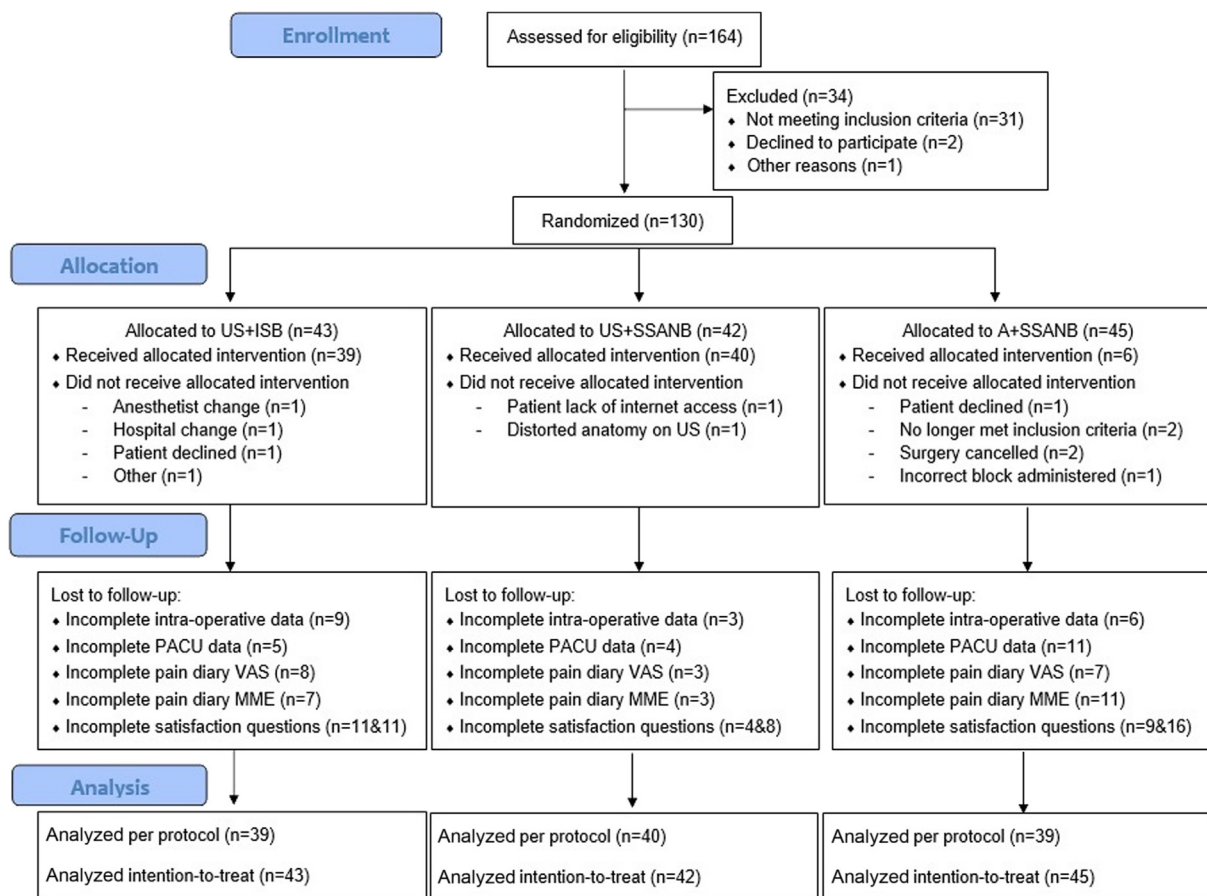 Enrollment
Assessed for eligibility (n=164)
Excluded (n=34)
♦ Not meeting inclusion criteria (n=31)
♦ Declined to participate (n=2)
♦ Other reasons (n=1)
Randomized (n=130)
Allocation
Allocated to US+ISB (n=43)
♦ Received allocated intervention (n=39)
♦ Did not receive allocated intervention
- Anesthetist change (n=1)
- Hospital change (n=1)
- Patient declined (n=1)
- Other (n=1)
Allocated to US+SSANB (n=42)
♦ Received allocated intervention (n=40)
♦ Did not receive allocated intervention
- Patient lack of internet access (n=1)
- Distorted anatomy on US (n=1)
Allocated to A+SSANB (n=45)
♦ Received allocated intervention (n=6)
♦ Did not receive allocated intervention
- Patient declined (n=1)
- No longer met inclusion criteria (n=2)
- Surgery cancelled (n=2)
- Incorrect block administered (n=1)
Follow-Up
Lost to follow-up:
♦ Incomplete intra-operative data (n=9)
♦ Incomplete PACU data (n=5)
♦ Incomplete pain diary VAS (n=8)
♦ Incomplete pain diary MME (n=7)
♦ Incomplete satisfaction questions (n=11&11)
Lost to follow-up:
♦ Incomplete intra-operative data (n=3)
♦ Incomplete PACU data (n=4)
♦ Incomplete pain diary VAS (n=3)
♦ Incomplete pain diary MME (n=3)
♦ Incomplete satisfaction questions (n=4&8)
Lost to follow-up:
♦ Incomplete intra-operative data (n=6)
♦ Incomplete PACU data (n=11)
♦ Incomplete pain diary VAS (n=7)
♦ Incomplete pain diary MME (n=11)
♦ Incomplete satisfaction questions (n=9&16)
Analysis
Analyzed per protocol (n=39)
Analyzed intention-to-treat (n=43)
Analyzed per protocol (n=40)
Analyzed intention-to-treat (n=42)
Analyzed per protocol (n=39)
Analyzed intention-to-treat (n=45)